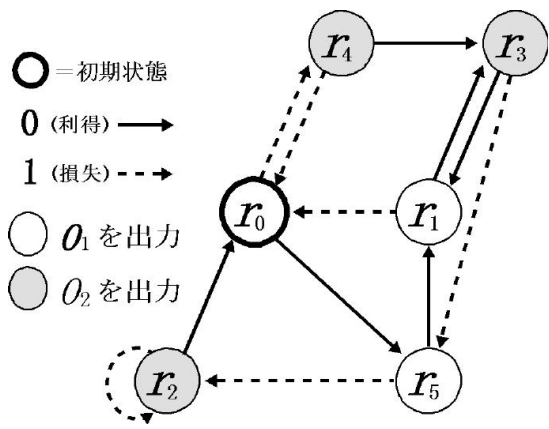 =初期状態
0 (利得)
1 (損失)
O₁ を出力
O₂ を出力
r₄
r₃
r₀
r₁
r₂
r₅